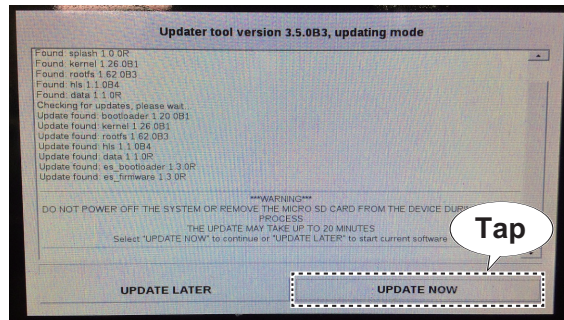 Updater tool version 3.5.0B3, updating mode
Found: splash 1.0.0R
Found: kernel 1.26.0B1
Found: rootfs 1.62.0B3
Found: hls 1.1.0B4
Found: data 1.1.0R
Checking for updates, please wait...
Update found: bootloader 1.20.0B1
Update found: kernel 1.26.0B1
Update found: rootfs 1.62.0B3
Update found: hls 1.1.0B4
Update found: data 1.1.0R
Update found: es_bootloader 1.3.0R
Update found: es_firmware 1.3.0R
***WARNING***
DO NOT POWER OFF THE SYSTEM OR REMOVE THE MICRO SD CARD FROM THE DEVICE
PROCESS
THE UPDATE MAY TAKE UP TO 20 MINUTES
Select "UPDATE NOW" to continue or "UPDATE LATER" to start current software
Tap
UPDATE LATER
UPDATE NOW